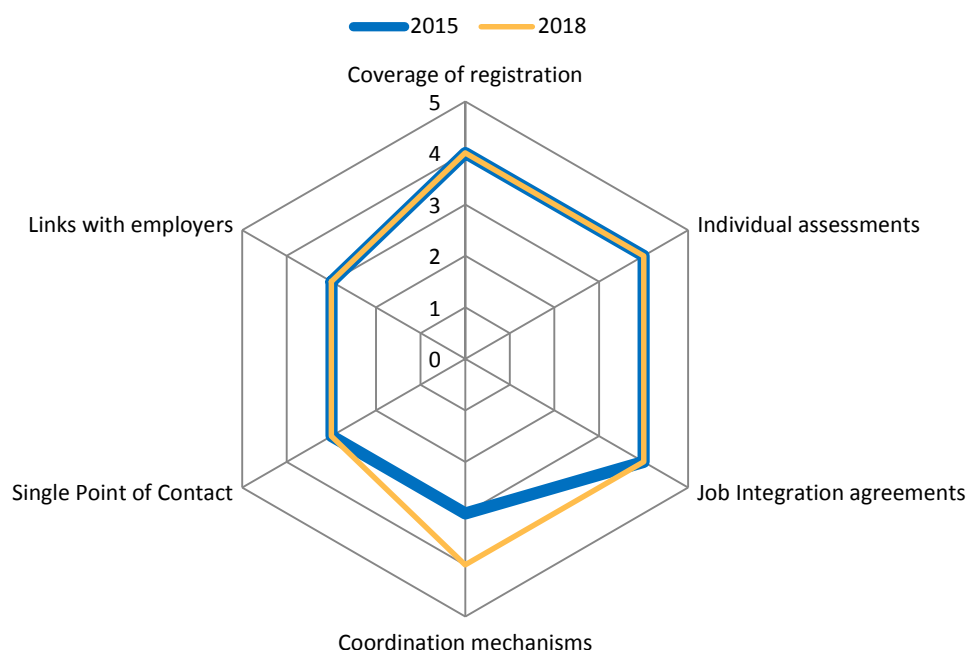 2015 2018
Coverage of registration
5
4
3
2
1
0
Links with employers
Individual assessments
Single Point of Contact
Job Integration agreements
Coordination mechanisms